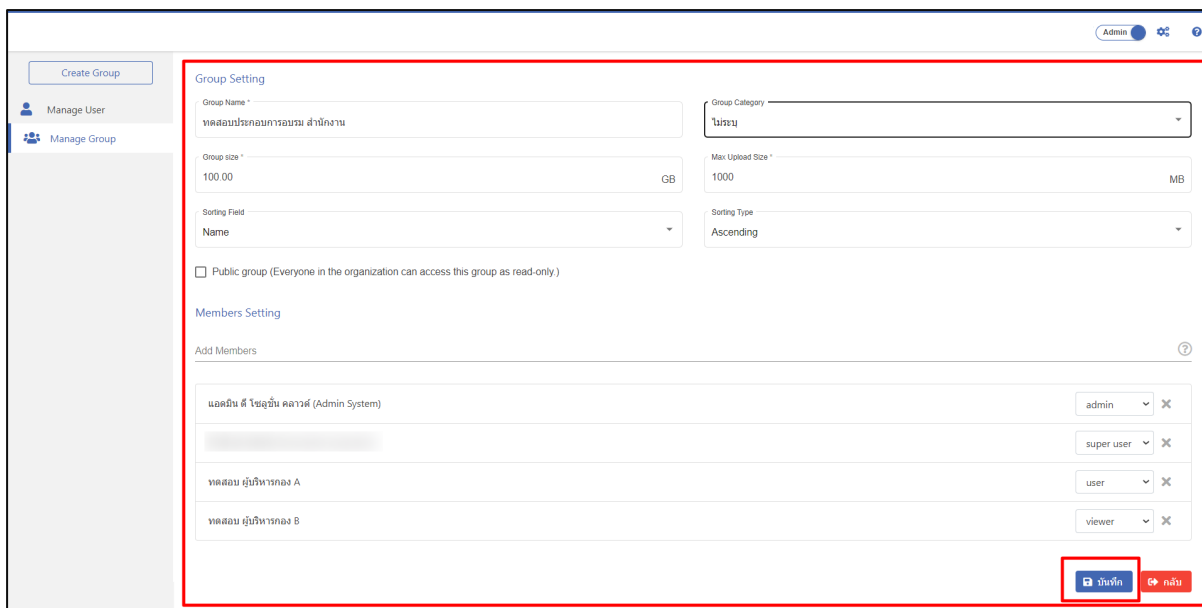 Admin
Create Group
Manage User
Manage Group
Group Setting
Group Name *
ทดสอบประกอบการอบรม สำนักงาน
Group Category
ไม่ระบุ
Group size *
100.00
GB
Max Upload Size *
1000
MB
Sorting Field
Name
Sorting Type
Ascending
Public group (Everyone in the organization can access this group as read-only.)
Members Setting
Add Members
แอดมิน ดี โซลูชั่น คลาวด์ (Admin System)
admin
super user
ทดสอบ ผู้บริหารกอง A
user
ทดสอบ ผู้บริหารกอง B
viewer
บันทึก
กลับ